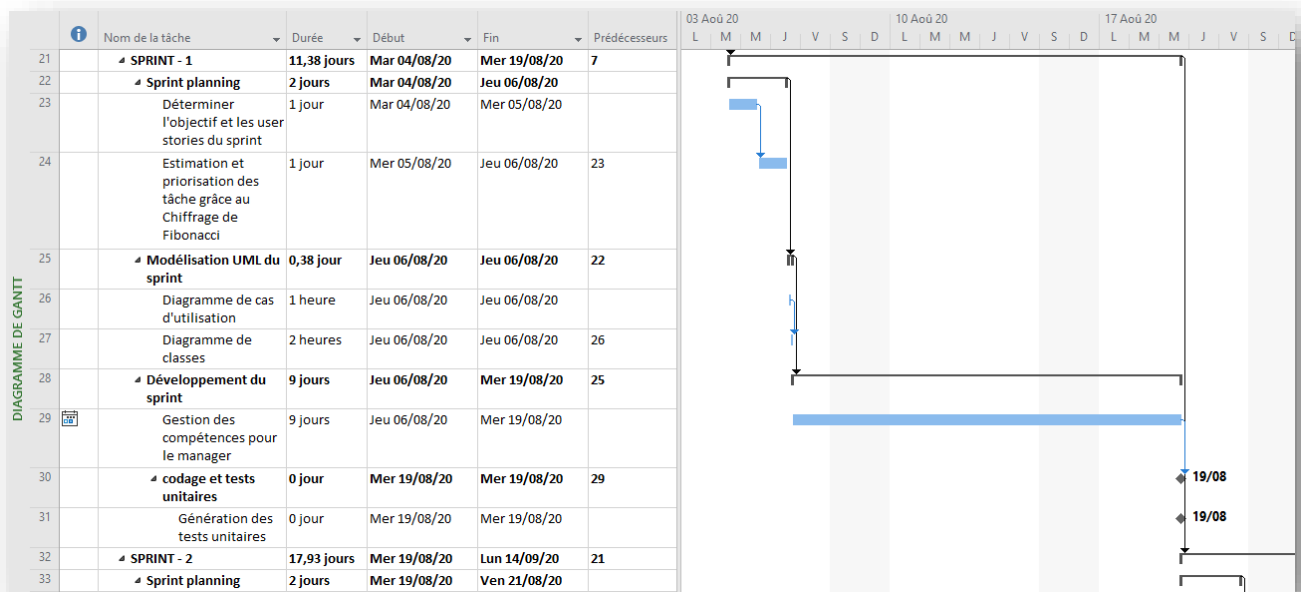 03 Aoû 20 10 Aoû 20 17 Aoû 20
Nom de la tâche Durée Début Fin Prédécesseurs L M M J V S D L M M J V S D L M M J V S D
21 SPRINT - 1 11,38 jours Mar 04/08/20 Mer 19/08/20 7
22 Sprint planning 2 jours Mar 04/08/20 Jeu 06/08/20
23 Déterminer 1 jour Mar 04/08/20 Mer 05/08/20
l'objectif et les user
stories du sprint
24 Estimation et 1 jour Mer 05/08/20 Jeu 06/08/20 23
priorisation des
tâche grâce au
Chiffrage de
Fibonacci
25 Modélisation UML du 0,38 jour Jeu 06/08/20 Jeu 06/08/20 22
sprint
26 Diagramme de cas 1 heure Jeu 06/08/20 Jeu 06/08/20
d'utilisation
27 Diagramme de 2 heures Jeu 06/08/20 Jeu 06/08/20 26
classes
28 Développement du 9 jours Jeu 06/08/20 Mer 19/08/20 25
sprint
29 Gestion des 9 jours Jeu 06/08/20 Mer 19/08/20
compétences pour
le manager
30 codage et tests 0 jour Mer 19/08/20 Mer 19/08/20 29 19/08
unitaires
31 Génération des 0 jour Mer 19/08/20 Mer 19/08/20 19/08
tests unitaires
32 SPRINT - 2 17,93 jours Mer 19/08/20 Lun 14/09/20 21
33 Sprint planning 2 jours Mer 19/08/20 Ven 21/08/20
DIAGRAMME DE GANTT